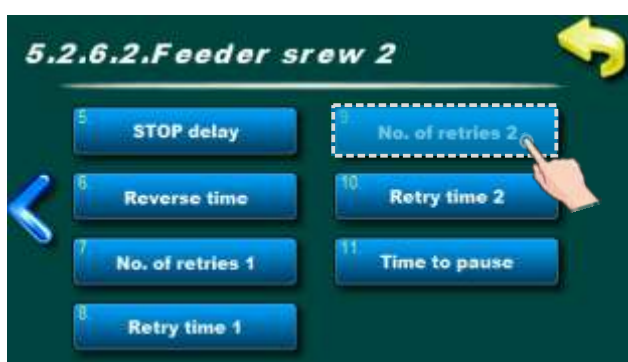 5.2.6.2.Feeder srew 2
5
STOP delay
6
Reverse time
7
No. of retries 1
8
Retry time 1
9
No. of retries 2
10
Retry time 2
11
Time to pause